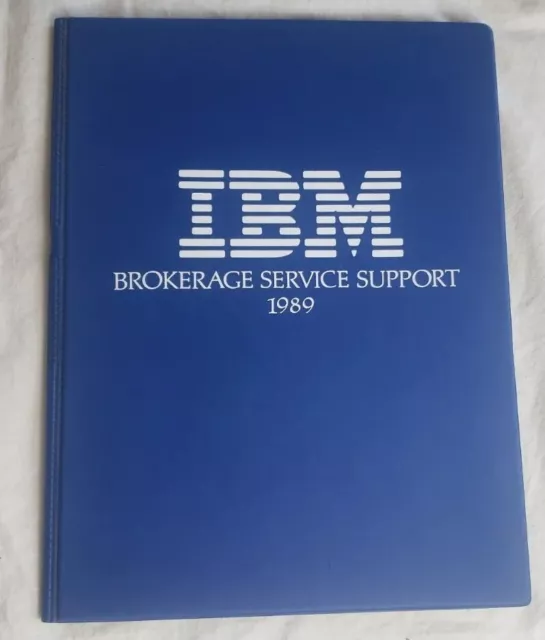 IBM
BROKERAGE SERVICE SUPPORT
1989